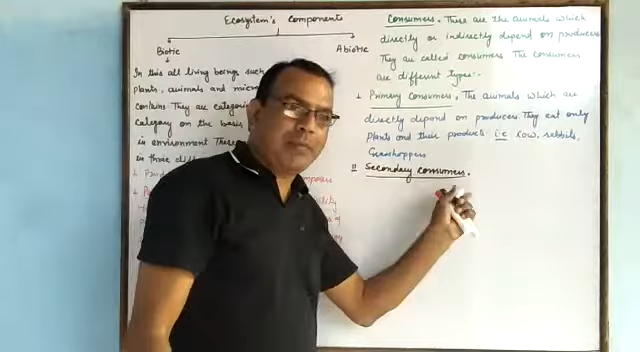 Ecosystem's Components
Biotic
Abiotic
In this all living beings such
Plants, animals and micr
contains They are categori
category on the basis
in environment These
in three diff
Consumers. These are the animals which
directly or indirectly depend on producers
They are called consumers The consumers
are different types:-
I Primary Consumers. The animals which are
directly depend on producers. They eat only
Plants and their products i.e Cow, rabbits,
Grasshoppers
II Secondary Consumers.